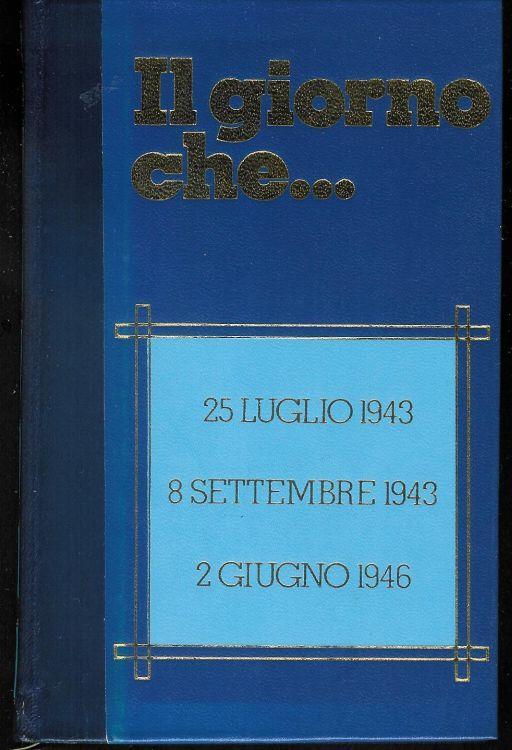 Il giorno
che...
25 LUGLIO 1943
8 SETTEMBRE 1943
2 GIUGNO 1946